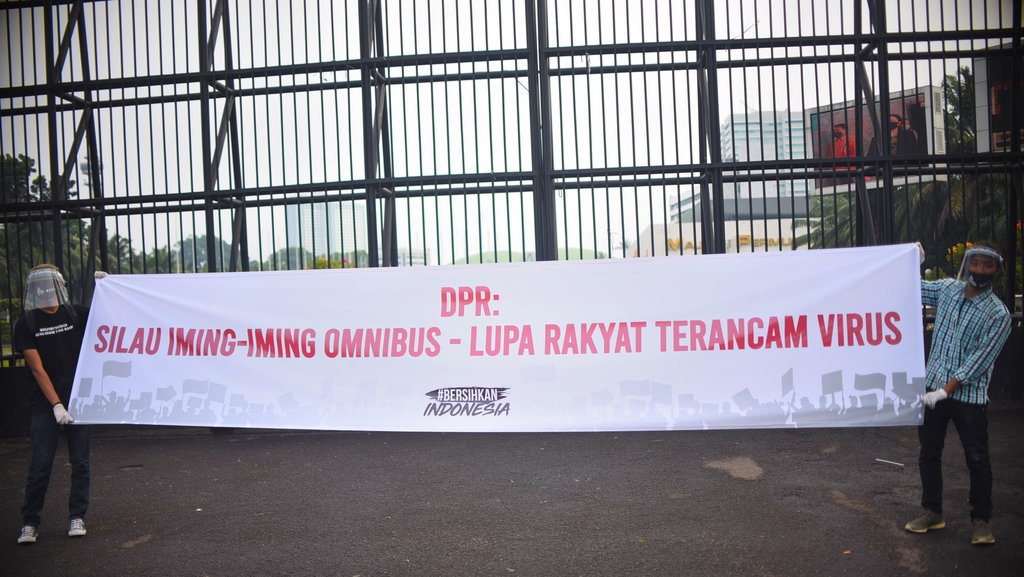 DPR:
SILAU IMING-IMING OMNIBUS - LUPA RAKYAT TERANCAM VIRUS
#BERSIHKAN
INDONESIA